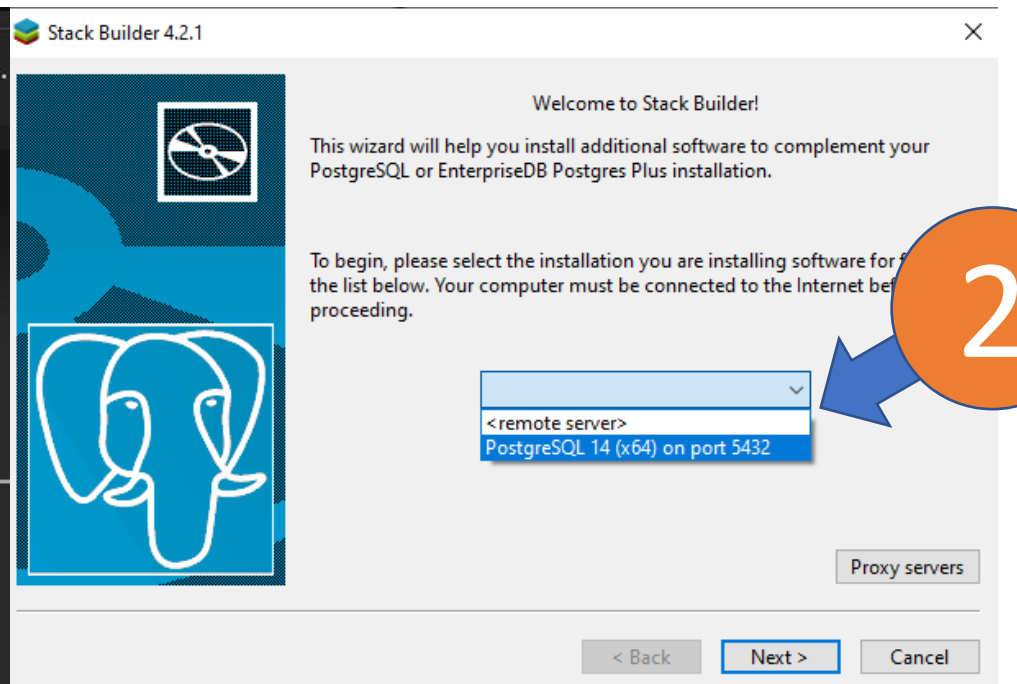 Stack Builder 4.2.1
Welcome to Stack Builder!
This wizard will help you install additional software to complement your
PostgreSQL or EnterpriseDB Postgres Plus installation.
To begin, please select the installation you are installing software for
the list below. Your computer must be connected to the Internet
proceeding.
2
<remote server>
PostgreSQL 14 (x64) on port 5432
Proxy servers
< Back
Next >
Cancel